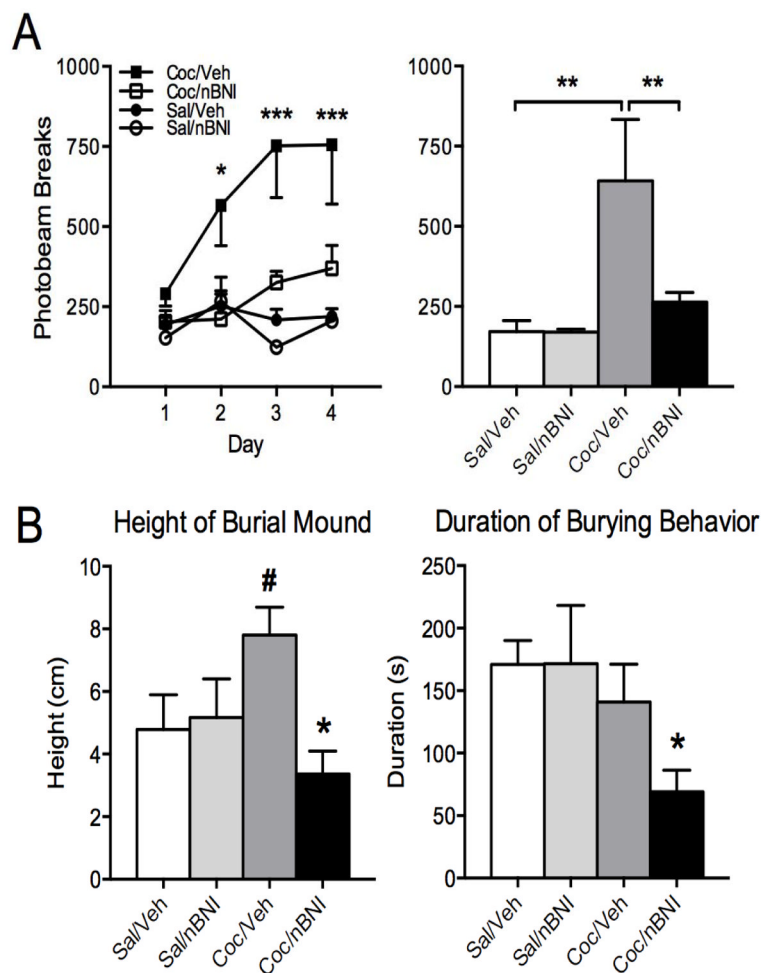 A
Coc/Veh
Coc/nBNI
Sal/Veh
Sal/nBNI
Photobeam Breaks
1000
750
500
250
0
*
***
***
1
2
3
4
Day
1000
750
500
250
0
**
**
Sal/Veh
Sal/nBNI
Coc/Veh
Coc/nBNI
B
Height of Burial Mound
Height (cm)
10
8
6
4
2
0
#
*
Sal/Veh
Sal/nBNI
Coc/Veh
Coc/nBNI
Duration of Burying Behavior
Duration (s)
250
200
150
100
50
0
*
Sal/Veh
Sal/nBNI
Coc/Veh
Coc/nBNI